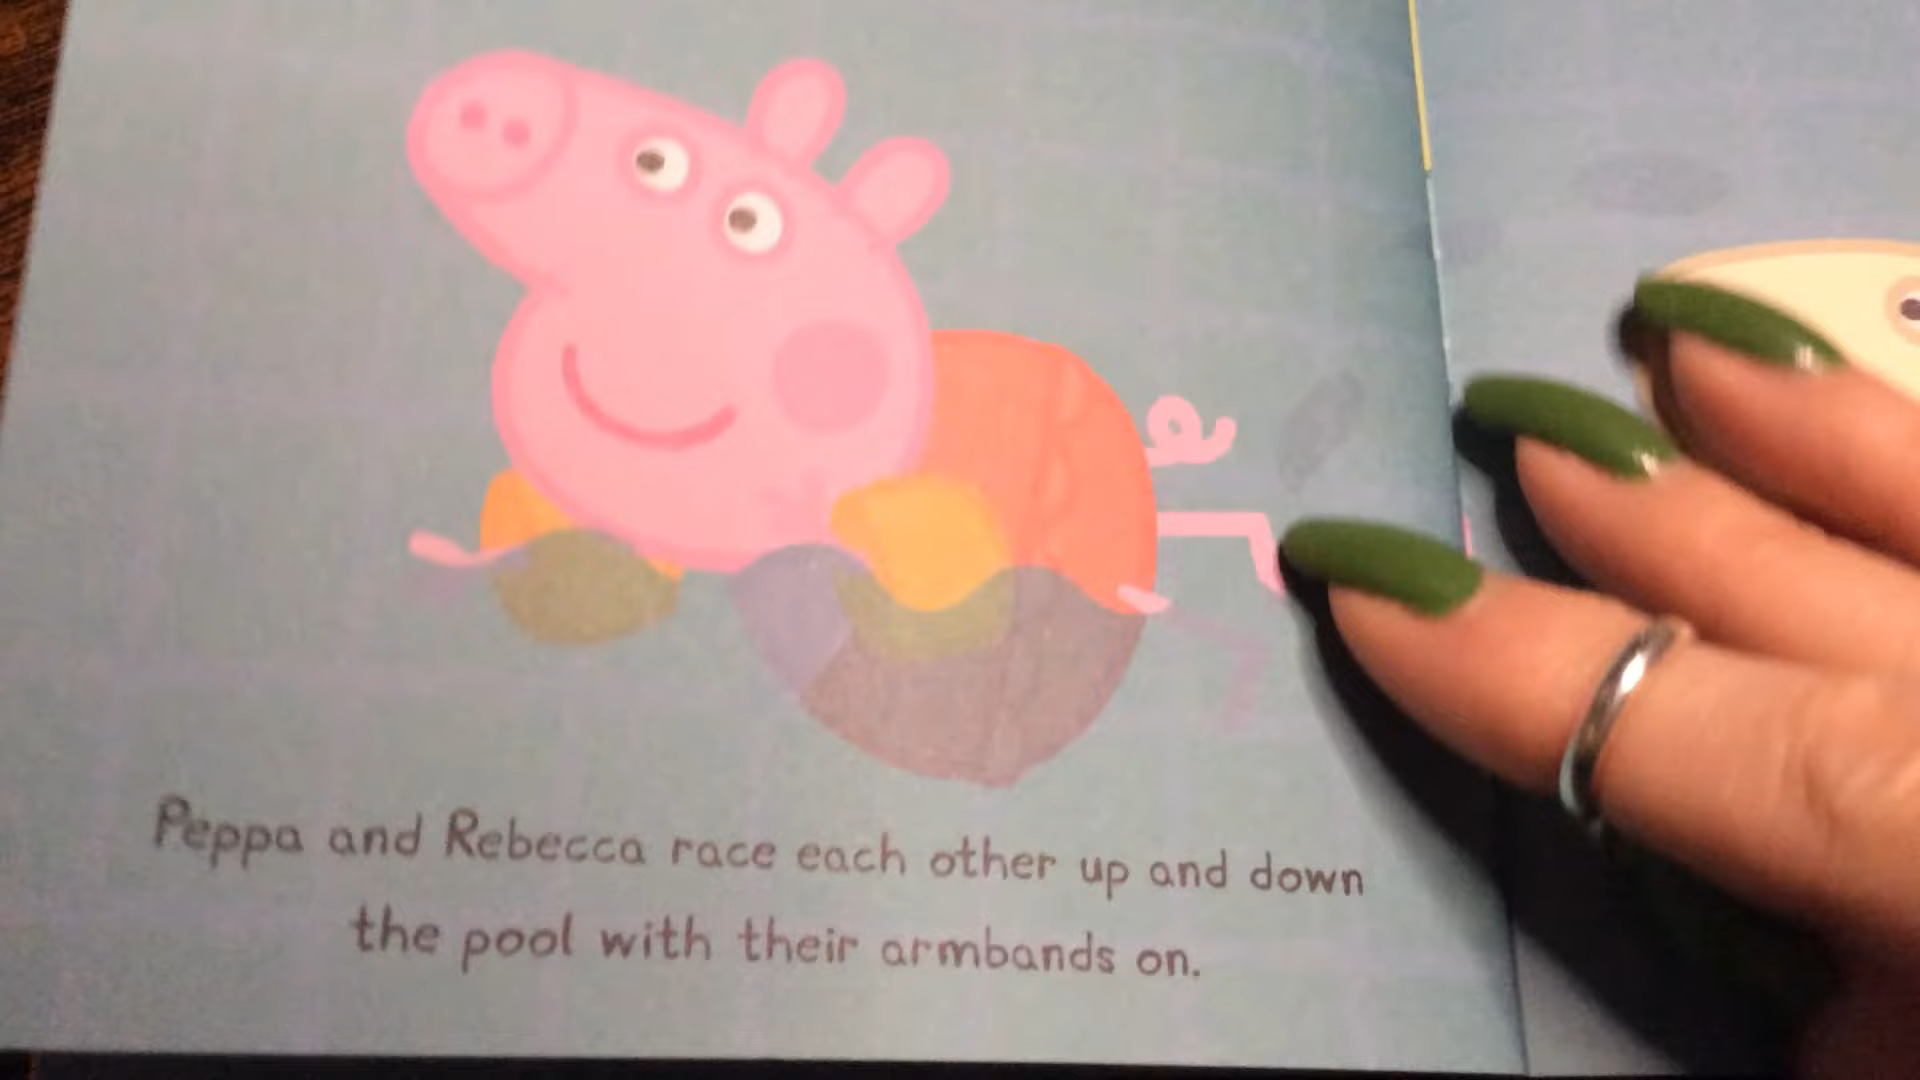 Peppa and Rebecca race each other up and down
the pool with their armbands on.